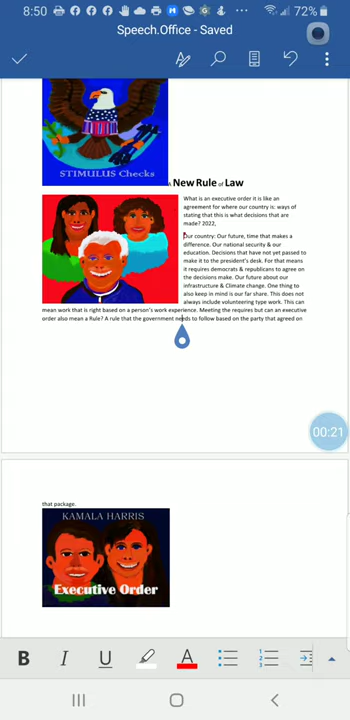 8:50
72%
Speech.Office - Saved
STIMULUS Checks
A New Rule of Law
What is an executive order it is like an
agreement for where our country is: ways of
stating that this is what decisions that are
made? 2022,
Our country: Our future, time that makes a
difference. Our national security & our
education. Decisions that have not yet passed to
make it to the president's desk. For that means
it requires democrats & republicans to agree on
the decisions make. Our future about our
infrastructure & Climate change. One thing to
also keep in mind is our far share. This does not
always include volunteering type work. This can
mean work that is right based on a person's work experience. Meeting the requires but can an executive
order also mean a Rule? A rule that the government needs to follow based on the party that agreed on
00:21
that package.
KAMALA HARRIS
Executive Order
B I U A